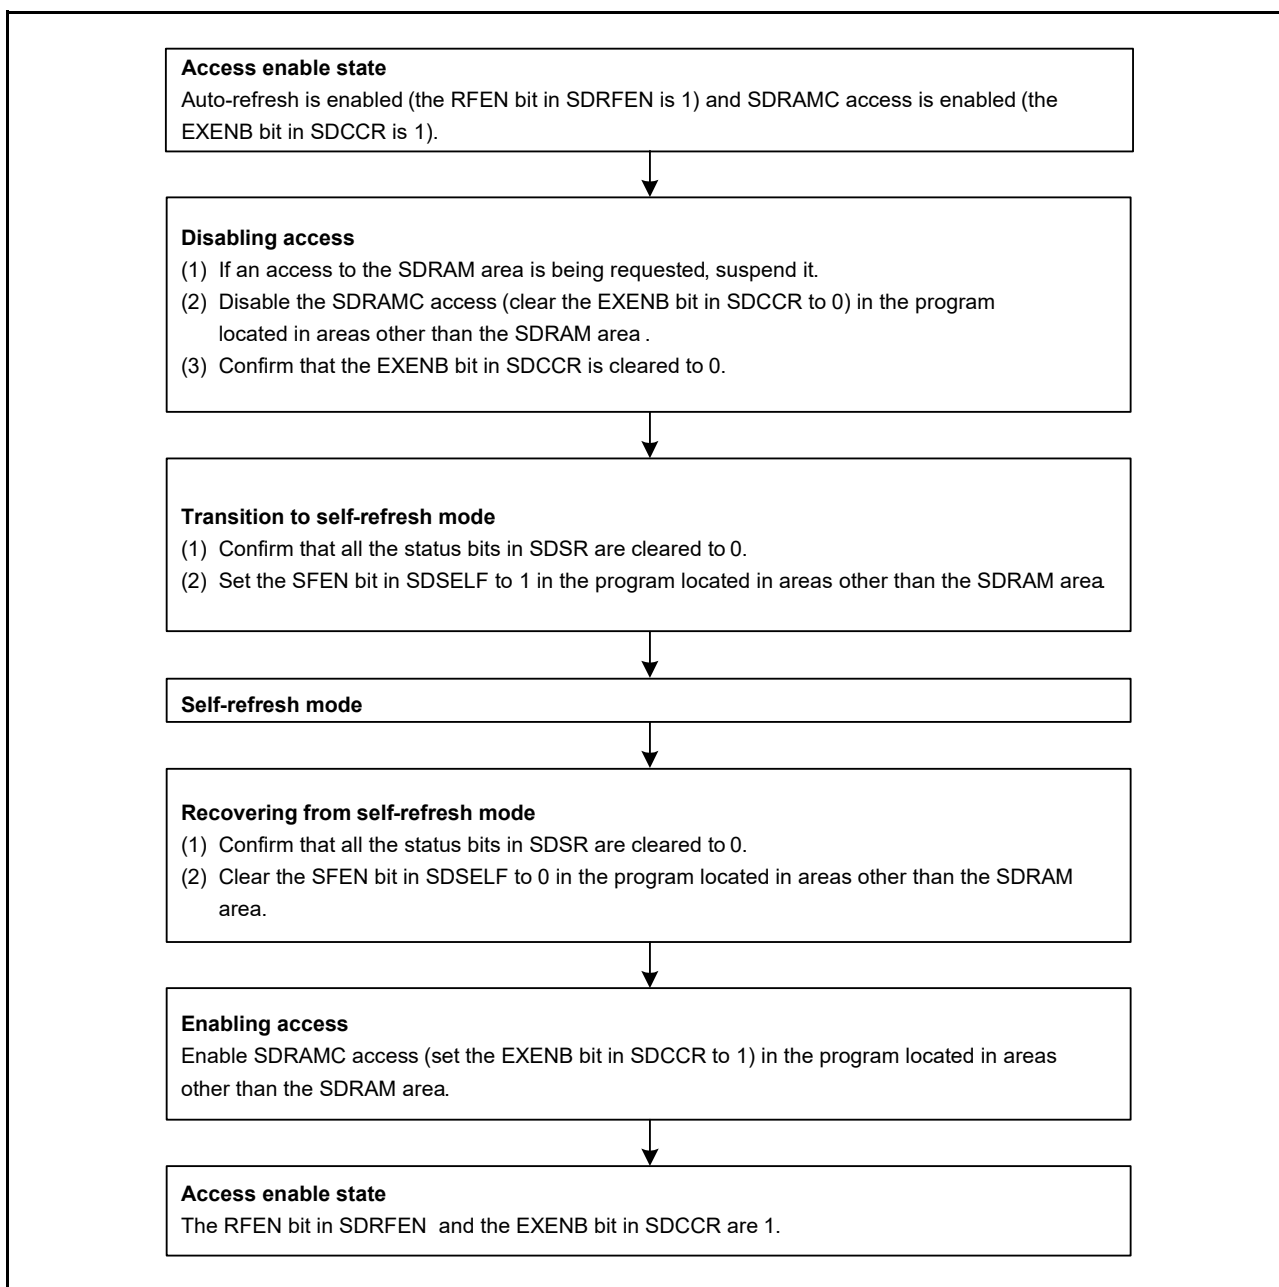 Access enable state
Auto-refresh is enabled (the RFEN bit in SDRFEN is 1) and SDRAMC access is enabled (the
EXENB bit in SDCCR is 1).
Disabling access
(1) If an access to the SDRAM area is being requested, suspend it.
(2) Disable the SDRAMC access (clear the EXENB bit in SDCCR to 0) in the program
located in areas other than the SDRAM area .
(3) Confirm that the EXENB bit in SDCCR is cleared to 0.
Transition to self-refresh mode
(1) Confirm that all the status bits in SDSR are cleared to 0.
(2) Set the SFEN bit in SDSELF to 1 in the program located in areas other than the SDRAM area.
Self-refresh mode
Recovering from self-refresh mode
(1) Confirm that all the status bits in SDSR are cleared to 0.
(2) Clear the SFEN bit in SDSELF to 0 in the program located in areas other than the SDRAM
area.
Enabling access
Enable SDRAMC access (set the EXENB bit in SDCCR to 1) in the program located in areas
other than the SDRAM area.
Access enable state
The RFEN bit in SDRFEN and the EXENB bit in SDCCR are 1.